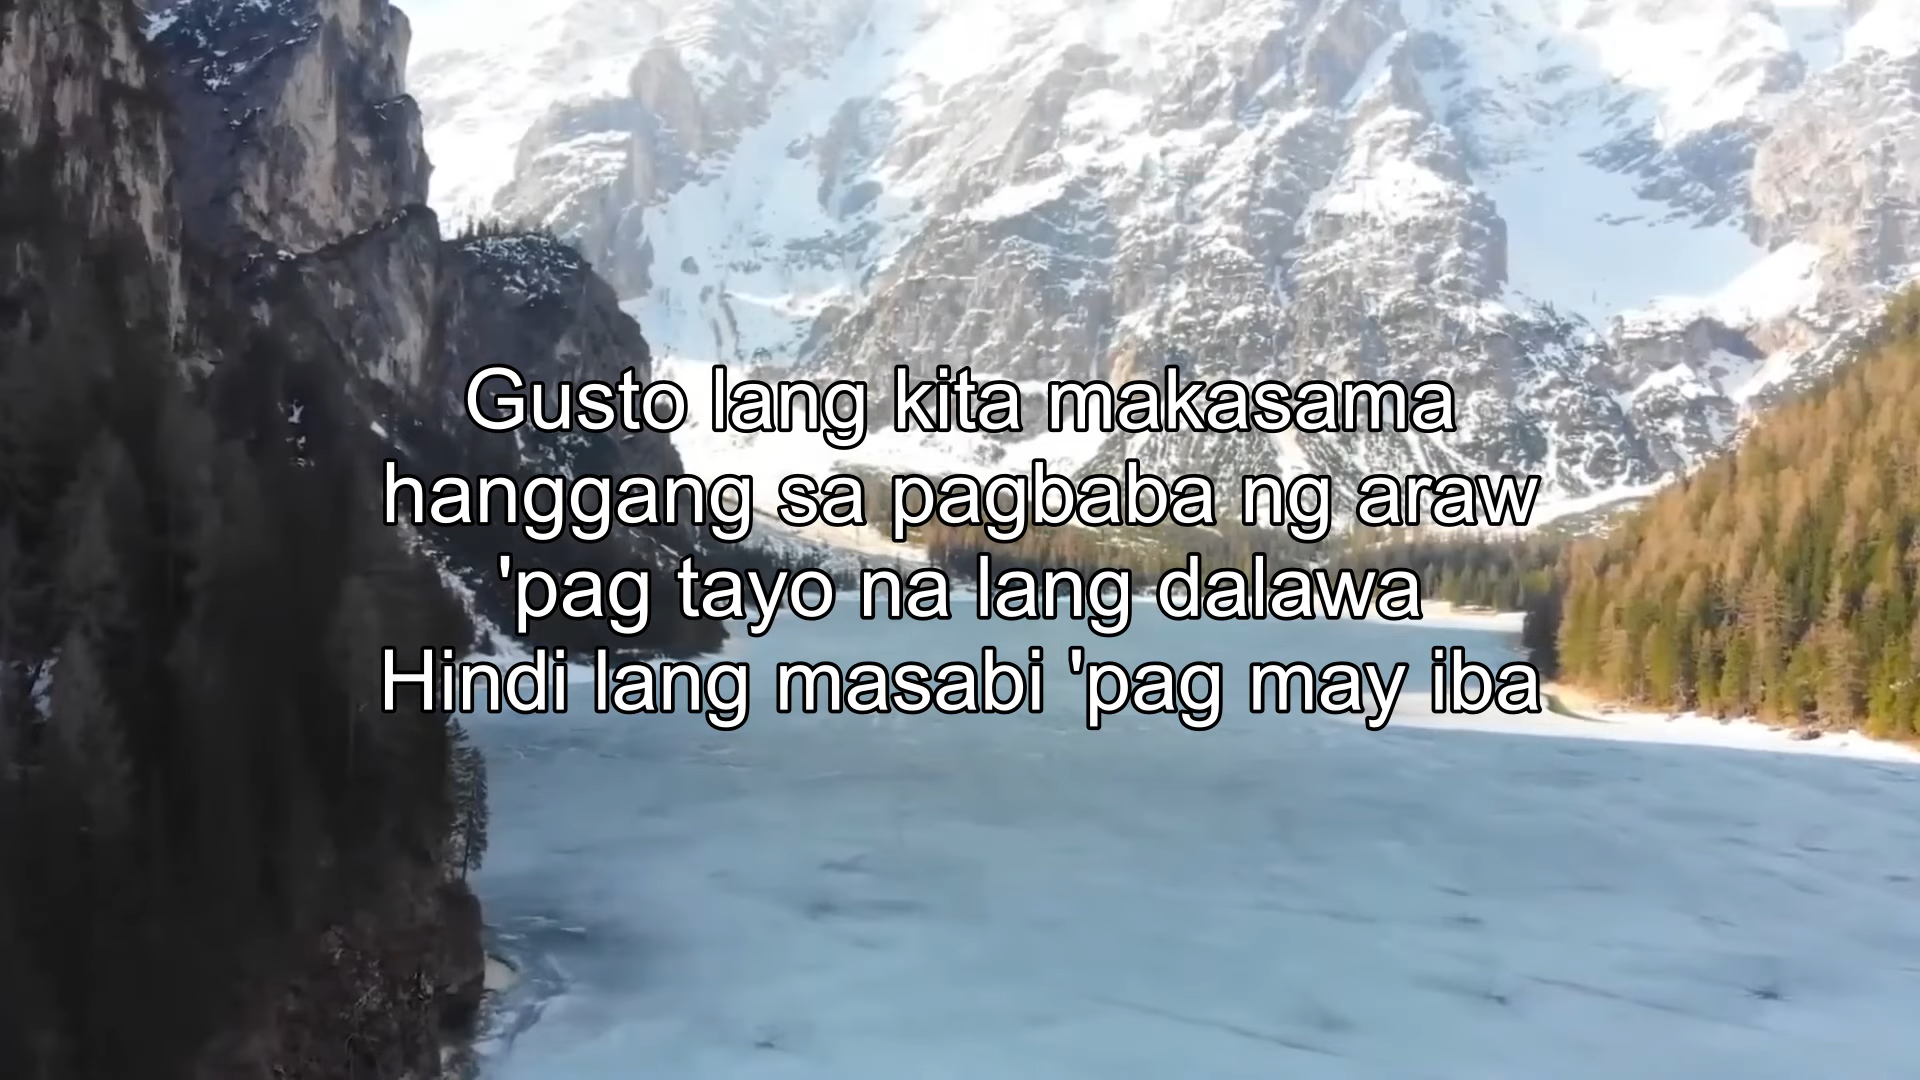 Gusto lang kita makasama
hanggang sa pagbaba ng araw
'pag tayo na lang dalawa
Hindi lang masabi 'pag may iba